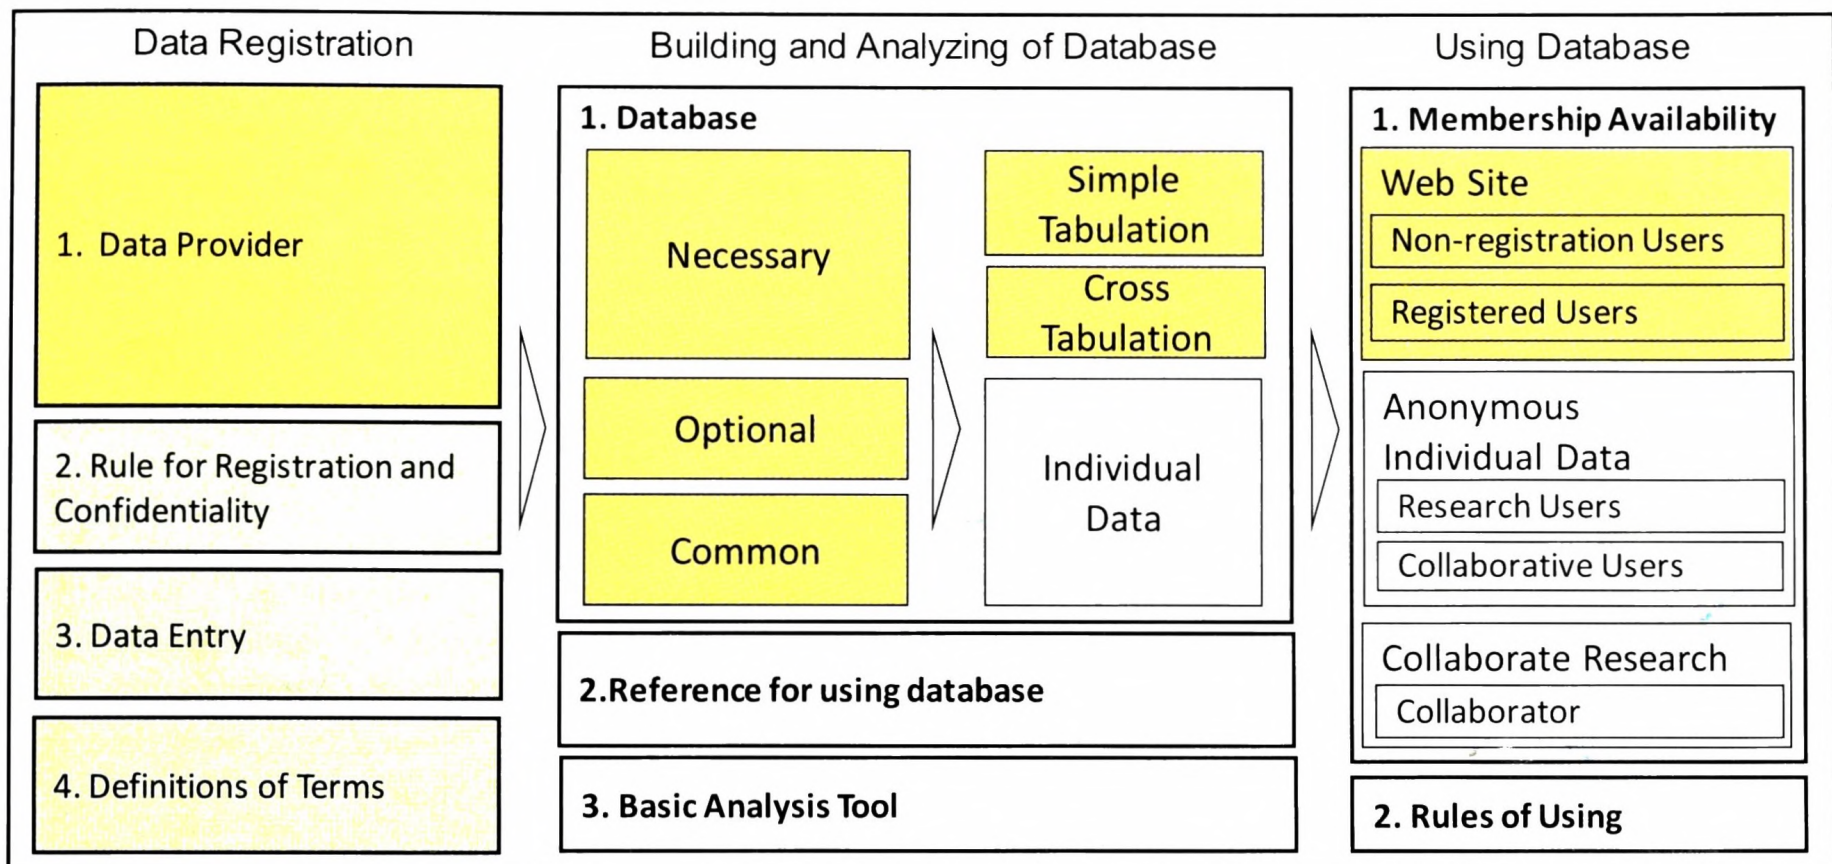 Data Registration
1. Data Provider
2. Rule for Registration and
Confidentiality
3. Data Entry
4. Definitions of Terms
Building and Analyzing of Database
1. Database
Necessary
Optional
Common
Simple
Tabulation
Cross
Tabulation
Individual
Data
2.Reference for using database
3. Basic Analysis Tool
Using Database
1. Membership Availability
Web Site
Non-registration Users
Registered Users
Anonymous
Individual Data
Research Users
Collaborative Users
Collaborate Research
Collaborator
2. Rules of Using